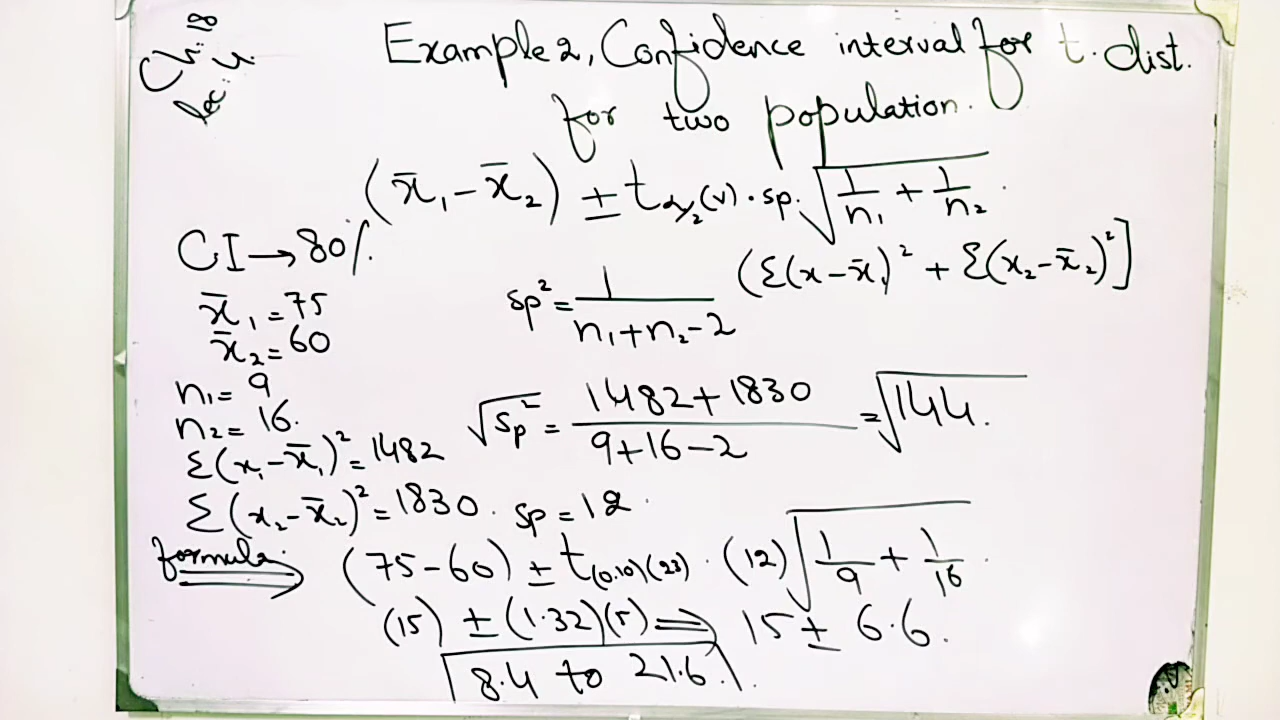 Ch: 18
Lec: 4
Example 2, Confidence interval for t. dist.
for two population.
(x̄₁ - x̄₂) ± t α/2 (v) . sp. √(1/n₁ + 1/n₂) .
CI → 80%.
x̄₁ = 75
x̄₂ = 60
n₁ = 9
n₂ = 16.
Σ(x₁ - x̄₁)² = 1482
Σ(x₂ - x̄₂)² = 1830.
sp² = 1/(n₁ + n₂ - 2) (Σ(x - x̄₁)² + Σ(x₂ - x̄₂)²]
√sp² = (1482 + 1830)/(9 + 16 - 2) = √144.
sp = 12.
formula.
(75 - 60) ± t(0.10)(23) . (12) √(1/9 + 1/16) .
(15) ± (1.32)(5) ⇒ 15 ± 6.6.
8.4 to 21.6.